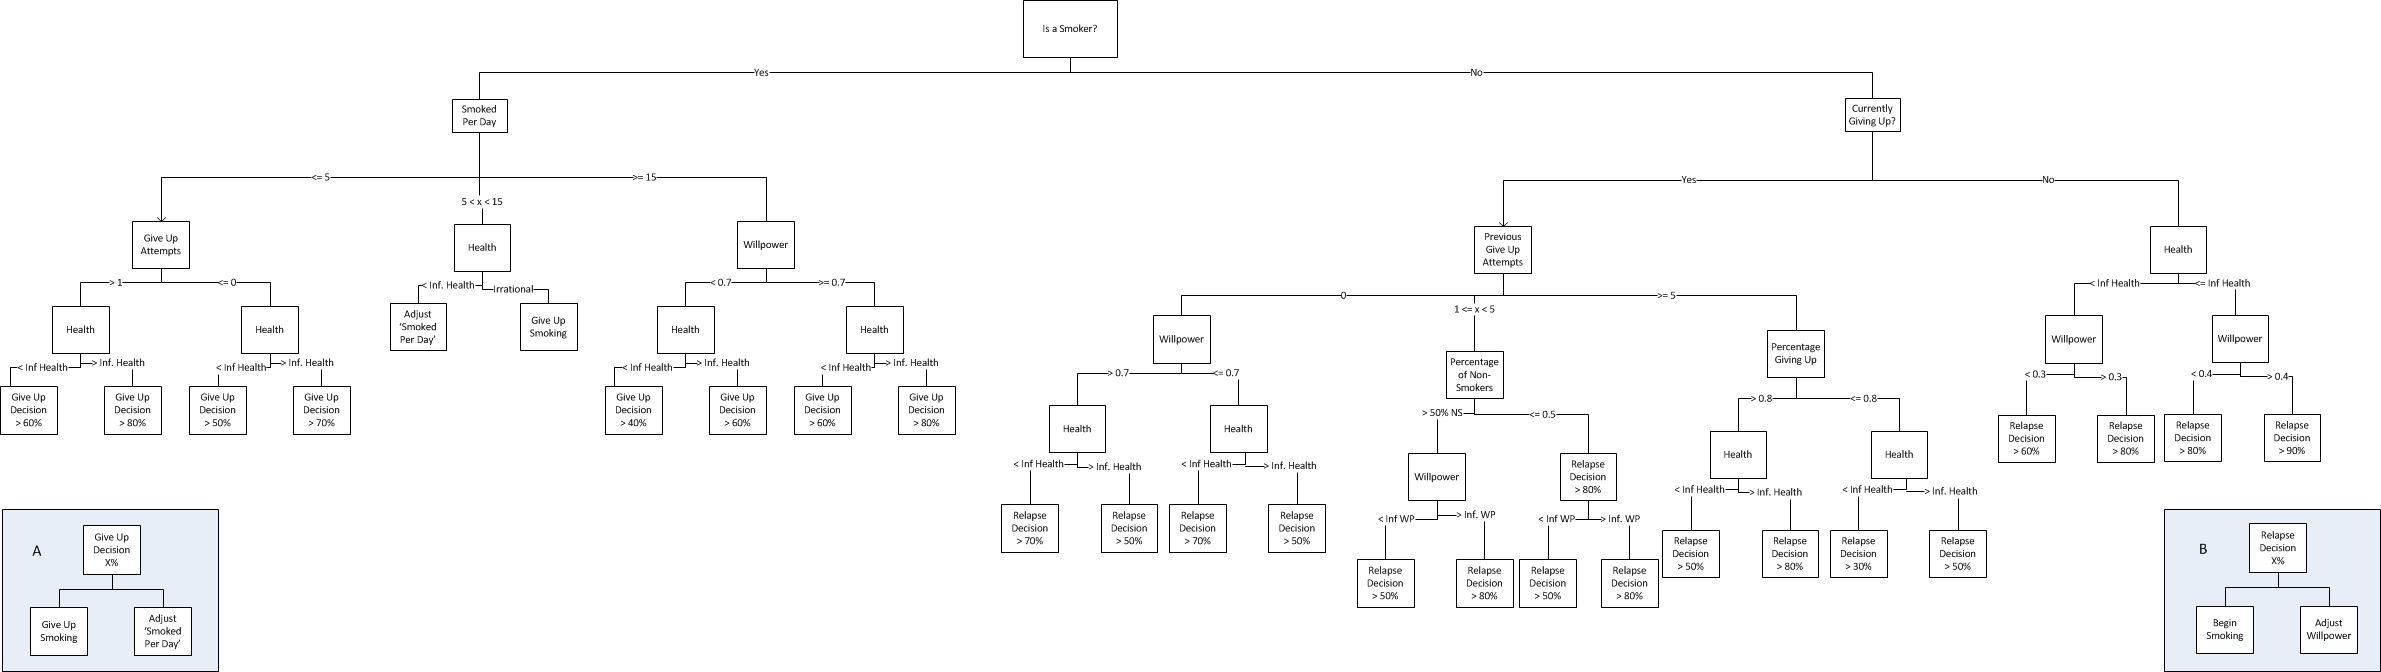 Is a Smoker?
Yes
No
Smoked
Per Day
Currently
Giving Up?
<= 5
>= 15
5 < x < 15
Yes
No
Give Up
Attempts
Health
Willpower
Previous
Give Up
Attempts
Health
> 1
<= 0
< Inf. Health
Irrational
< 0.7
>= 0.7
0
1 <= x < 5
>= 5
< Inf Health
<= Inf Health
Health
Health
Adjust
'Smoked
Per Day'
Give Up
Smoking
Health
Health
Willpower
Percentage
of Non-
Smokers
Percentage
Giving Up
Willpower
Willpower
< Inf Health
> Inf. Health
< Inf Health
> Inf. Health
< Inf Health
> Inf. Health
< Inf Health
> Inf. Health
> 0.7
<= 0.7
> 50% NS
<= 0.5
> 0.8
<= 0.8
< 0.3
> 0.3
< 0.4
> 0.4
Give Up
Decision
> 60%
Give Up
Decision
> 80%
Give Up
Decision
> 50%
Give Up
Decision
> 70%
Give Up
Decision
> 40%
Give Up
Decision
> 60%
Give Up
Decision
> 60%
Give Up
Decision
> 80%
Health
Health
Willpower
Relapse
Decision
> 80%
Health
Health
Relapse
Decision
> 60%
Relapse
Decision
> 80%
Relapse
Decision
> 80%
Relapse
Decision
> 90%
< Inf Health
> Inf. Health
< Inf Health
> Inf. Health
< Inf WP
> Inf. WP
< Inf WP
> Inf. WP
< Inf Health
> Inf. Health
< Inf Health
> Inf. Health
Relapse
Decision
> 70%
Relapse
Decision
> 50%
Relapse
Decision
> 70%
Relapse
Decision
> 50%
Relapse
Decision
> 50%
Relapse
Decision
> 80%
Relapse
Decision
> 50%
Relapse
Decision
> 80%
Relapse
Decision
> 50%
Relapse
Decision
> 80%
Relapse
Decision
> 30%
Relapse
Decision
> 50%
A
Give Up
Decision
X%
Give Up
Smoking
Adjust
'Smoked
Per Day'
B
Relapse
Decision
X%
Begin
Smoking
Adjust
Willpower